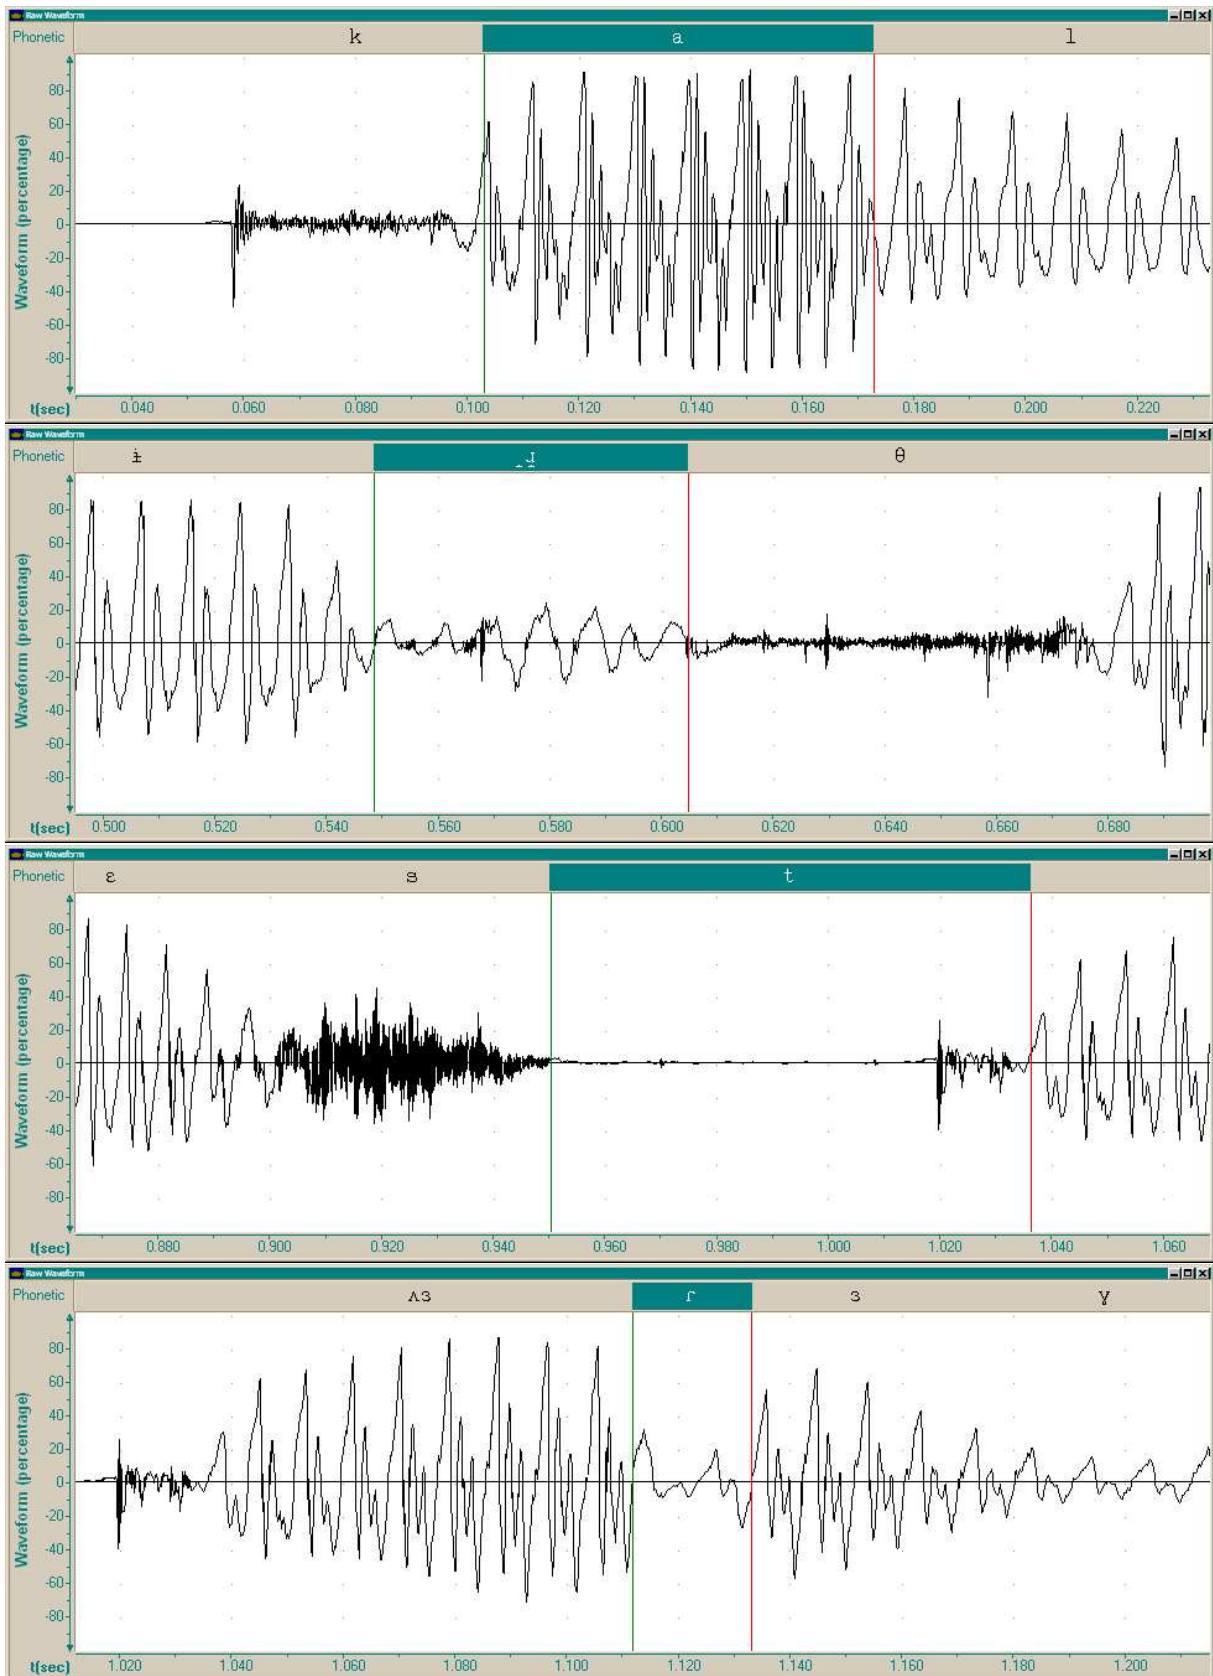 Raw Waveform
Phonetic k a l
Waveform (percentage)
80
60
40
20
0
-20
-40
-60
-80
t(sec) 0.040 0.060 0.080 0.100 0.120 0.140 0.160 0.180 0.200 0.220
Raw Waveform
Phonetic ɨ θ
Waveform (percentage)
80
60
40
20
0
-20
-40
-60
-80
t(sec) 0.500 0.520 0.540 0.560 0.580 0.600 0.620 0.640 0.660 0.680
Raw Waveform
Phonetic ɛ s t
Waveform (percentage)
80
60
40
20
0
-20
-40
-60
-80
t(sec) 0.880 0.900 0.920 0.940 0.960 0.980 1.000 1.020 1.040 1.060
Raw Waveform
Phonetic ʌɜ ɾ ɜ ɣ
Waveform (percentage)
80
60
40
20
0
-20
-40
-60
-80
t(sec) 1.020 1.040 1.060 1.080 1.100 1.120 1.140 1.160 1.180 1.200